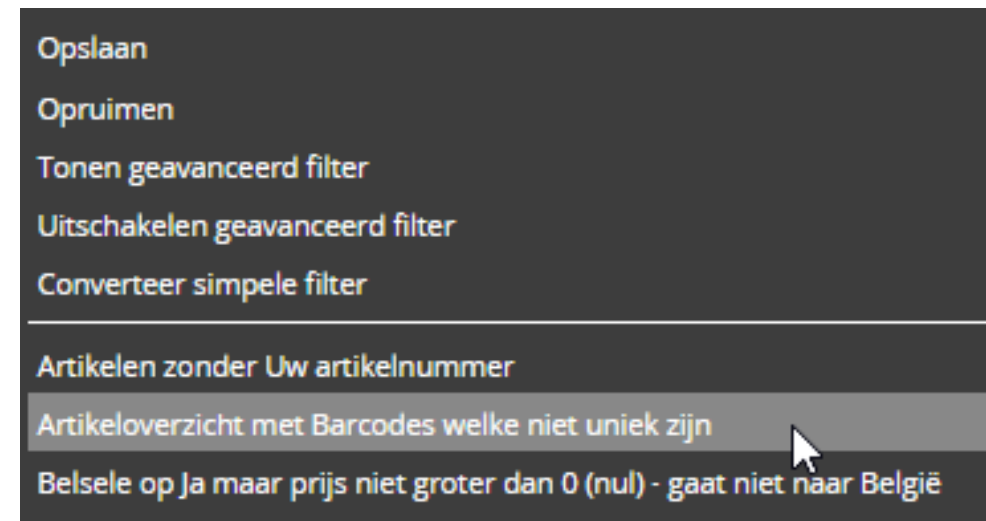 Opslaan
Opruimen
Tonen geavanceerd filter
Uitschakelen geavanceerd filter
Converteer simpele filter
Artikelen zonder Uw artikelnummer
Artikeloverzicht met Barcodes welke niet uniek zijn
Belsele op Ja maar prijs niet groter dan 0 (nul) - gaat niet naar België